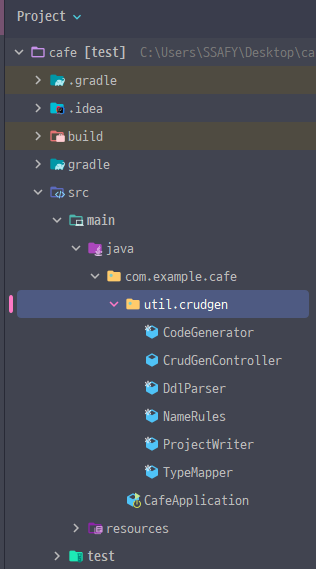 Project
cafe [test] C:\Users\SSAFY\Desktop\ca
.gradle
.idea
build
gradle
src
main
java
com.example.cafe
util.crudgen
CodeGenerator
CrudGenController
DdlParser
NameRules
ProjectWriter
TypeMapper
CafeApplication
resources
test